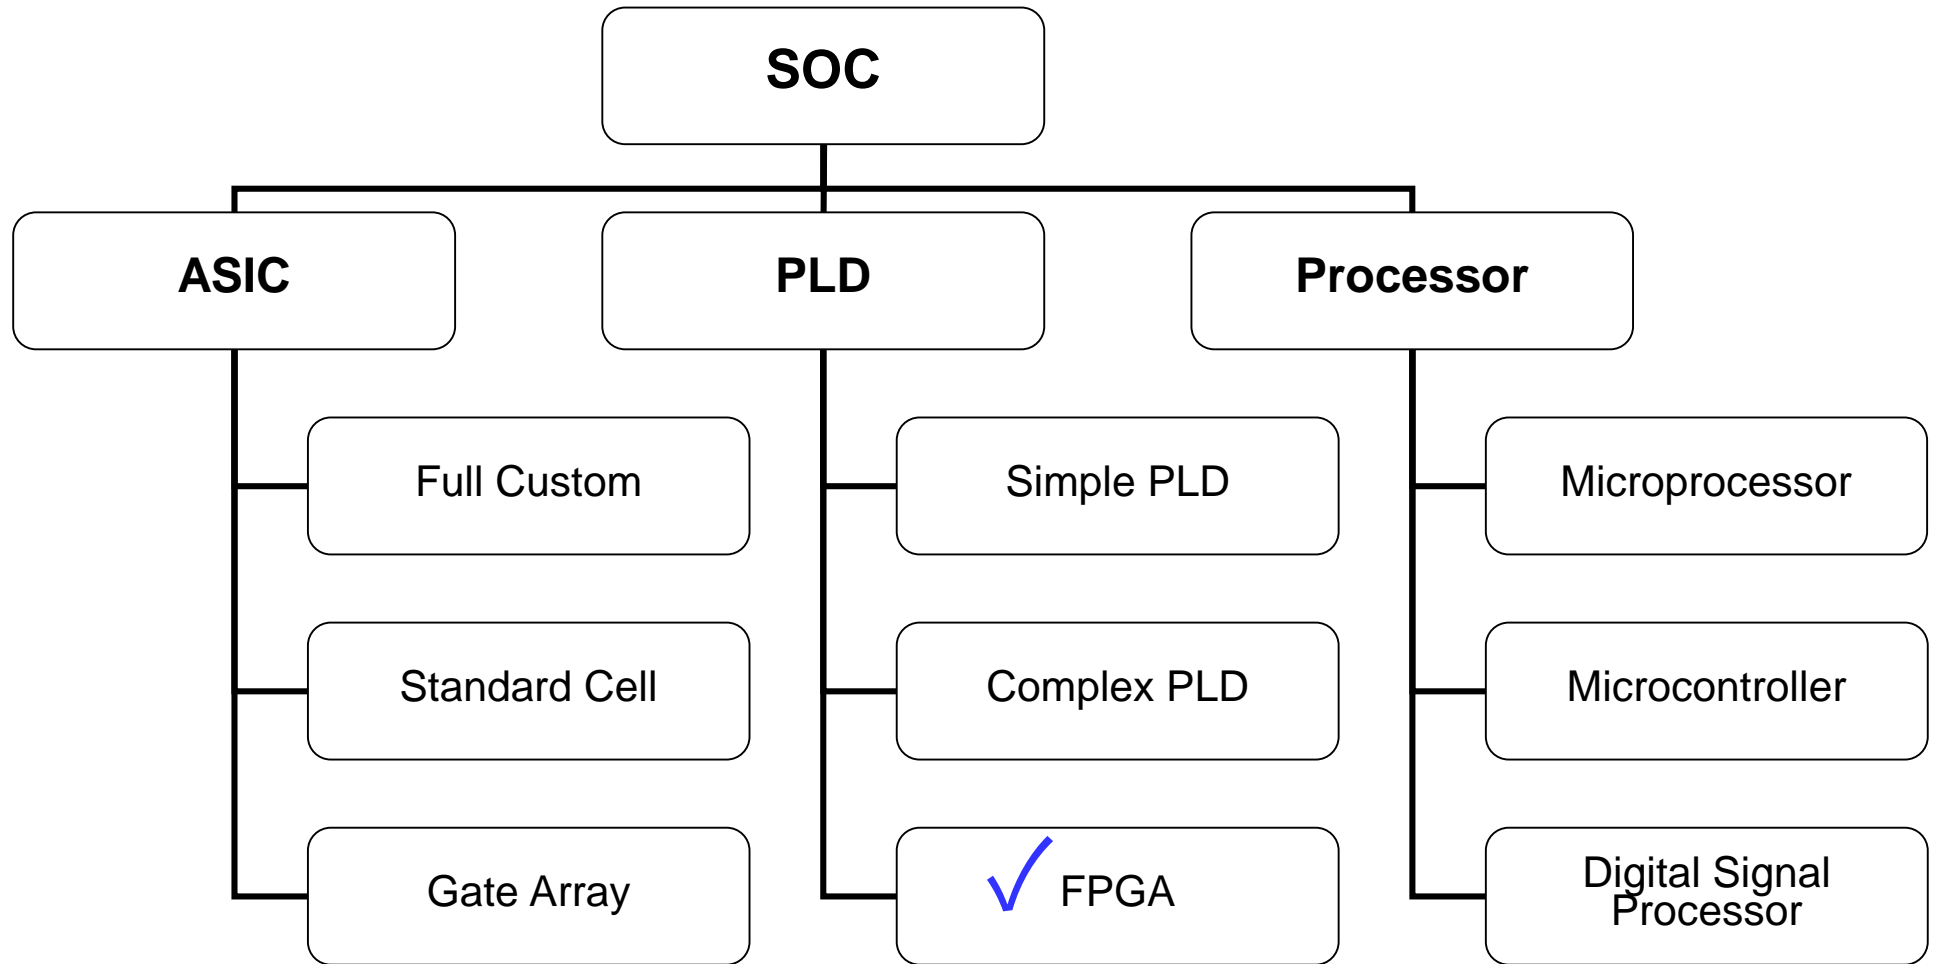 SOC
ASIC
PLD
Processor
Full Custom
Simple PLD
Microprocessor
Standard Cell
Complex PLD
Microcontroller
Gate Array
FPGA
Digital Signal
Processor